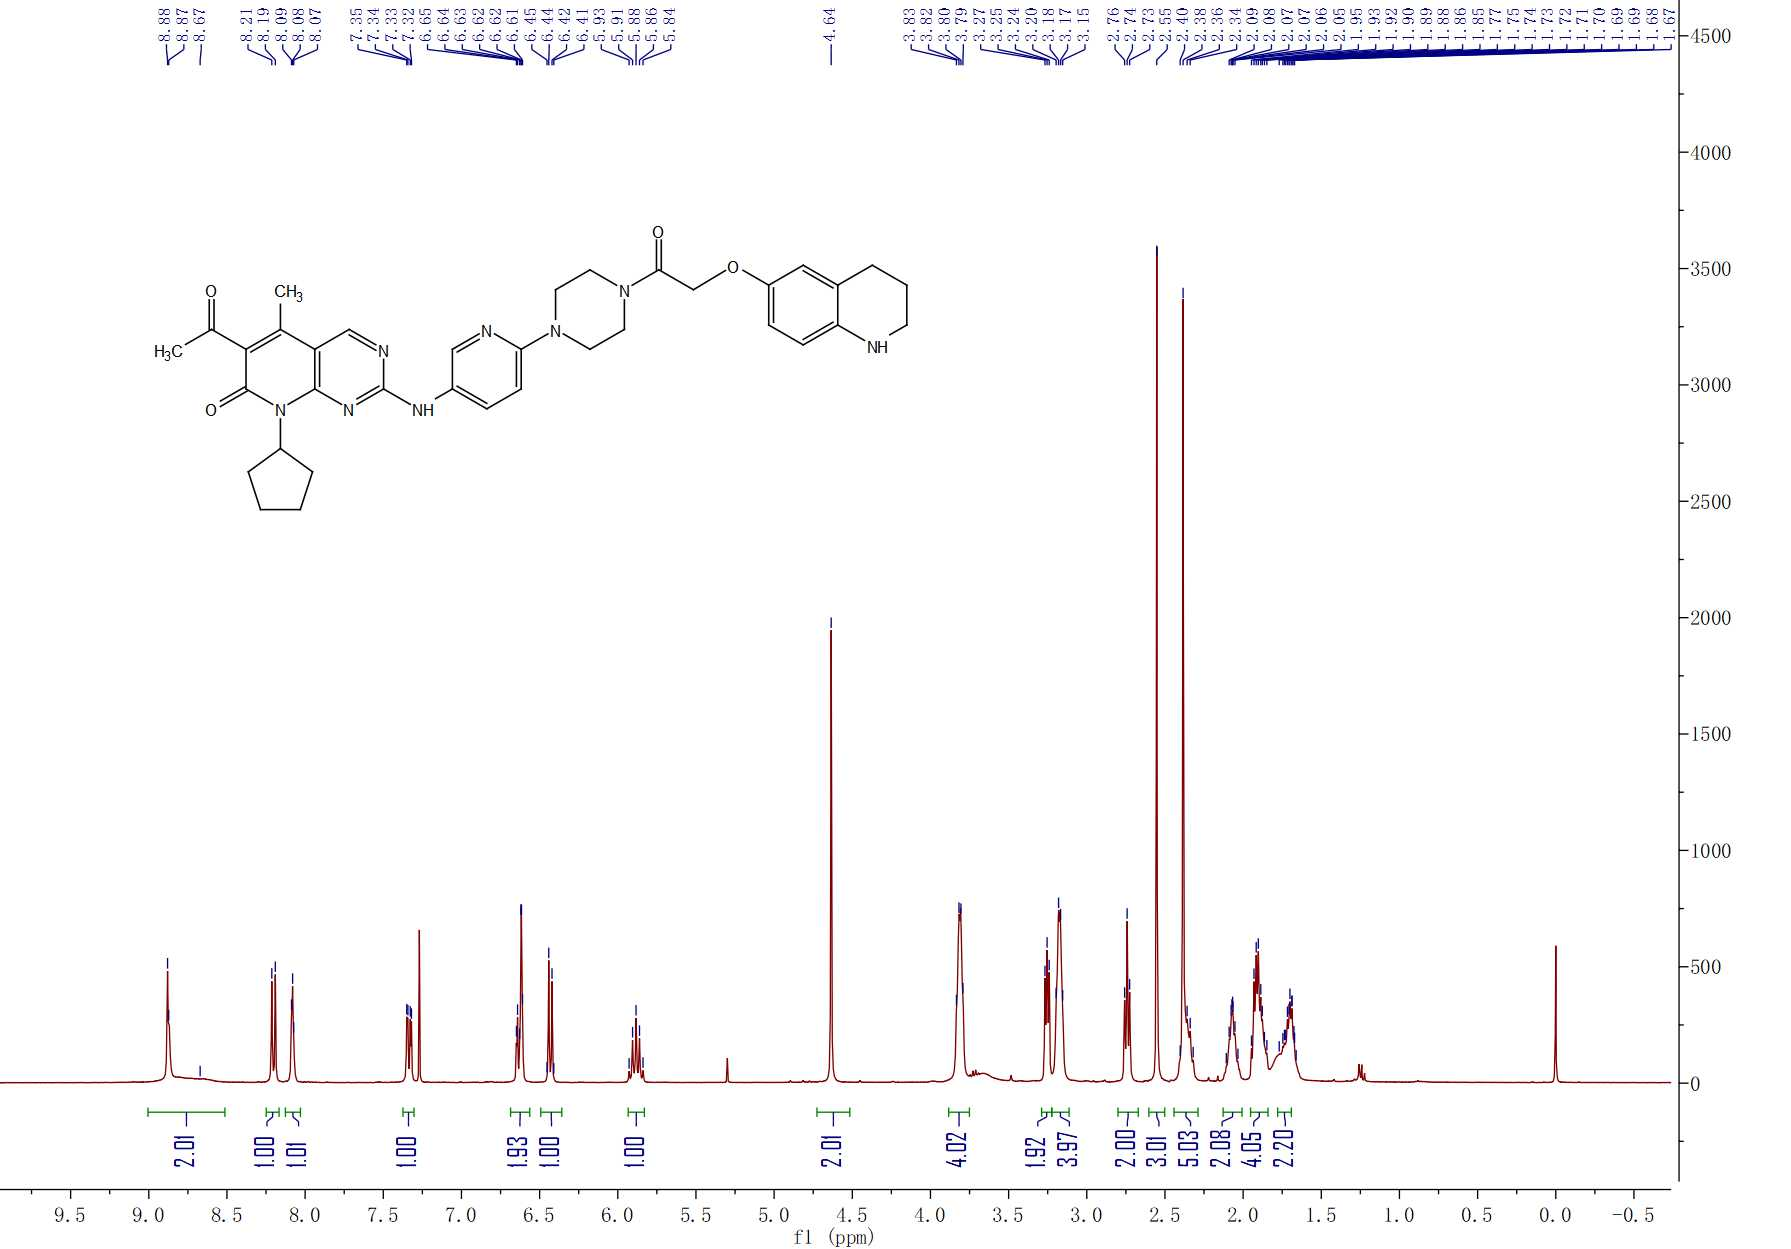 8.88 8.87 8.67 8.21 8.19 8.09 8.08 8.07 7.35 7.34 7.33 7.32 6.65 6.64 6.63 6.62 6.62 6.61 6.45 6.44 6.42 6.41 5.93 5.91 5.88 5.86 5.84 4.64 3.83 3.82 3.80 3.79 3.27 3.25 3.24 3.20 3.18 3.17 3.15 2.76 2.74 2.73 2.55 2.40 2.38 2.36 2.34 2.09 2.08 2.07 2.07 2.06 2.05 1.95 1.93 1.92 1.90 1.89 1.88 1.86 1.85 1.77 1.75 1.74 1.73 1.72 1.71 1.70 1.69 1.69 1.68 1.67
4500
4000
3500
3000
2500
2000
1500
1000
500
0
O
O
O CH₃ N
H₃C N N
N NH
O N N NH
2.01 1.00 1.01 1.00 1.93 1.00 1.00 2.01 4.02 1.92 3.97 2.00 3.01 5.03 2.08 4.05 2.20
9.5 9.0 8.5 8.0 7.5 7.0 6.5 6.0 5.5 5.0 4.5 4.0 3.5 3.0 2.5 2.0 1.5 1.0 0.5 0.0 -0.5
f1 (ppm)